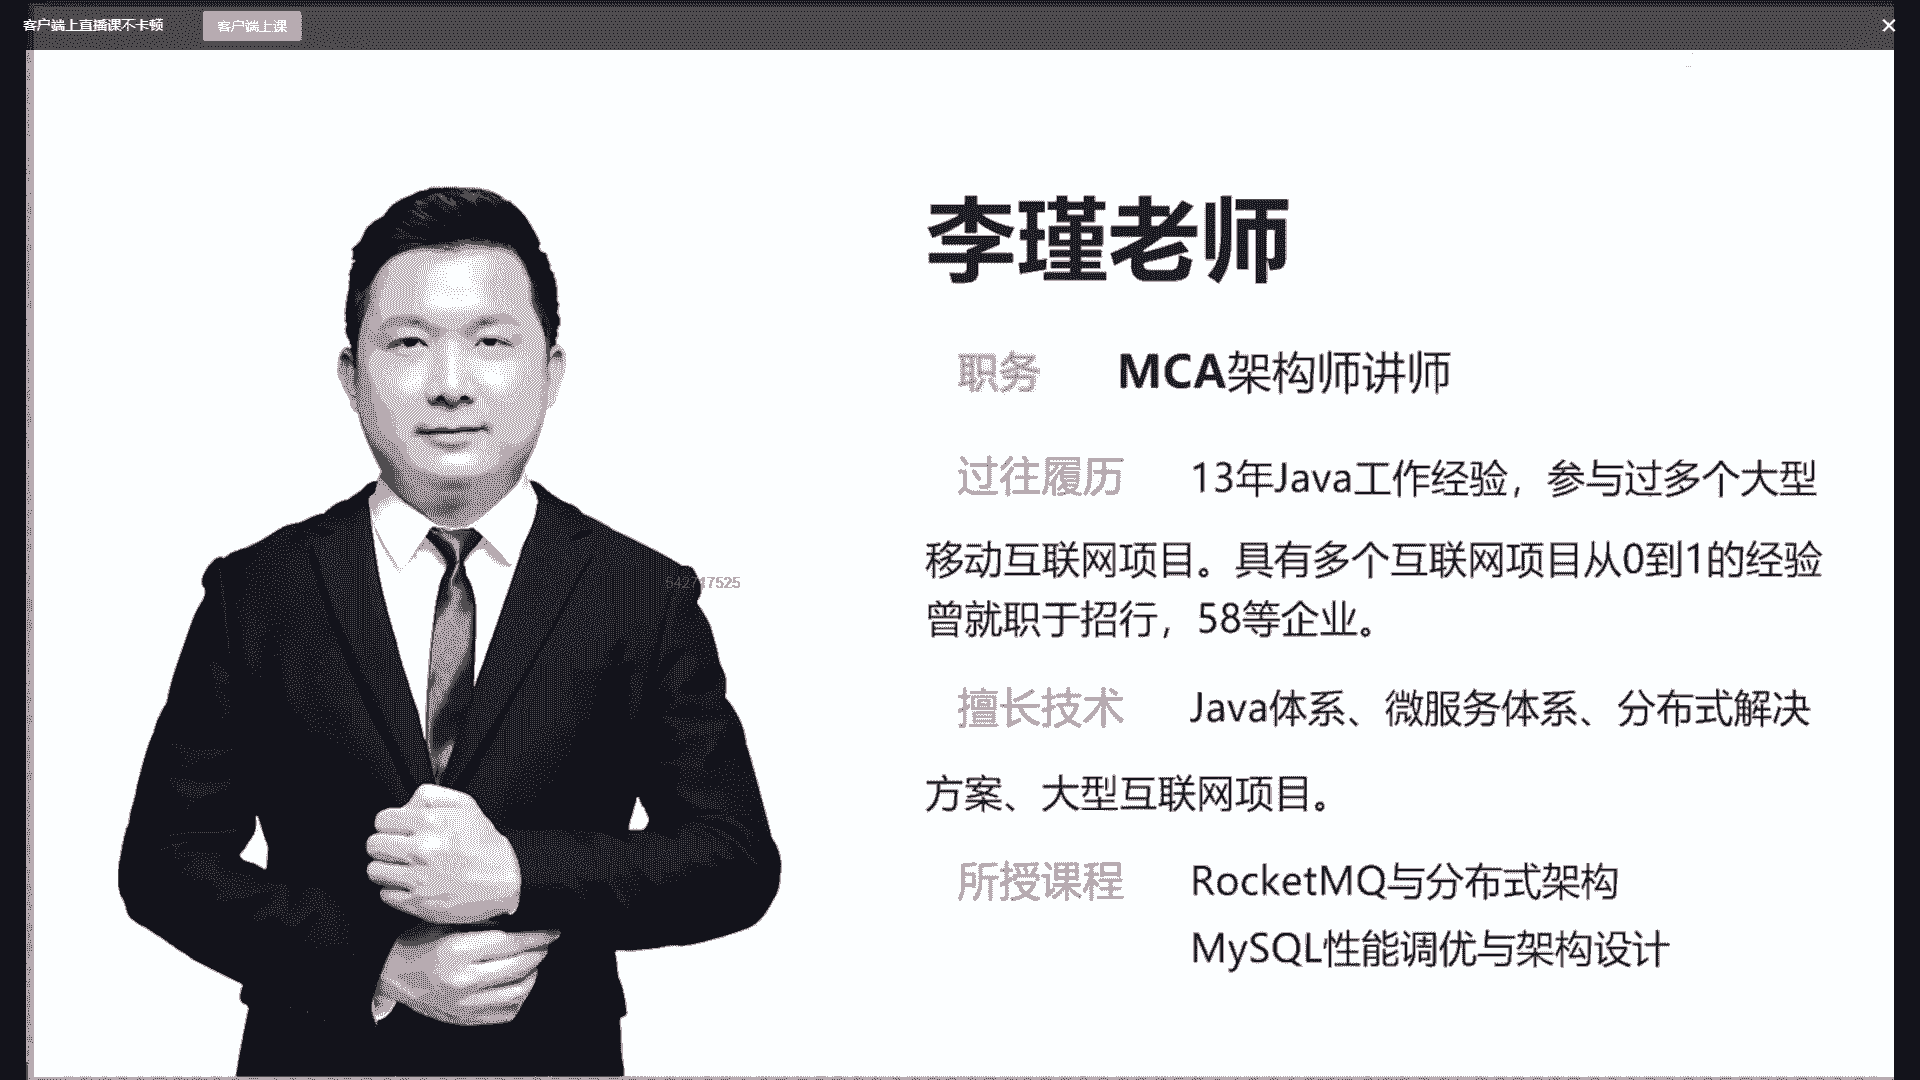 客户端上直播课不卡顿 客户端上课
李瑾老师
职务 MCA架构师讲师
过往履历 13年Java工作经验，参与过多个大型
移动互联网项目。具有多个互联网项目从0到1的经验
曾就职于招行，58等企业。
542717525
擅长技术 Java体系、微服务体系、分布式解决
方案、大型互联网项目。
所授课程 RocketMQ与分布式架构
MySQL性能调优与架构设计